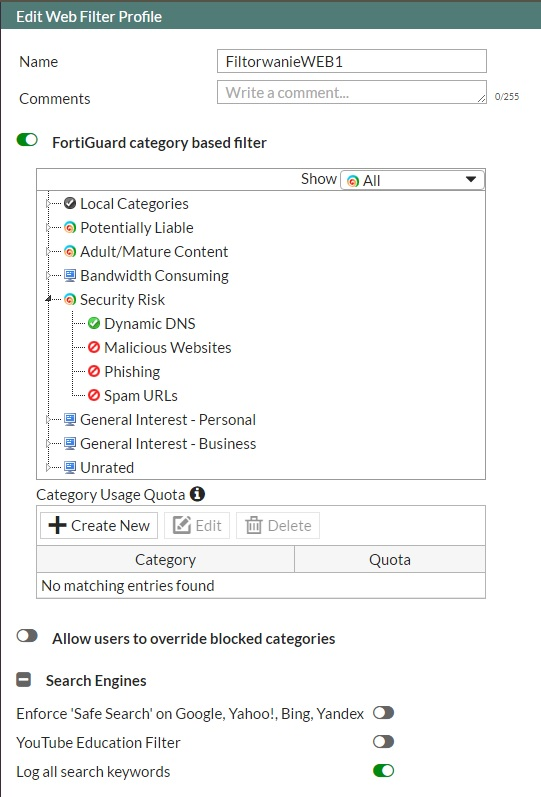 Edit Web Filter Profile
Name FiltorwanieWEB1
Comments Write a comment... 0/255
FortiGuard category based filter
Show All
Local Categories
Potentially Liable
Adult/Mature Content
Bandwidth Consuming
Security Risk
Dynamic DNS
Malicious Websites
Phishing
Spam URLs
General Interest - Personal
General Interest - Business
Unrated
Category Usage Quota
Create New Edit Delete
Category Quota
No matching entries found
Allow users to override blocked categories
Search Engines
Enforce 'Safe Search' on Google, Yahoo!, Bing, Yandex
YouTube Education Filter
Log all search keywords